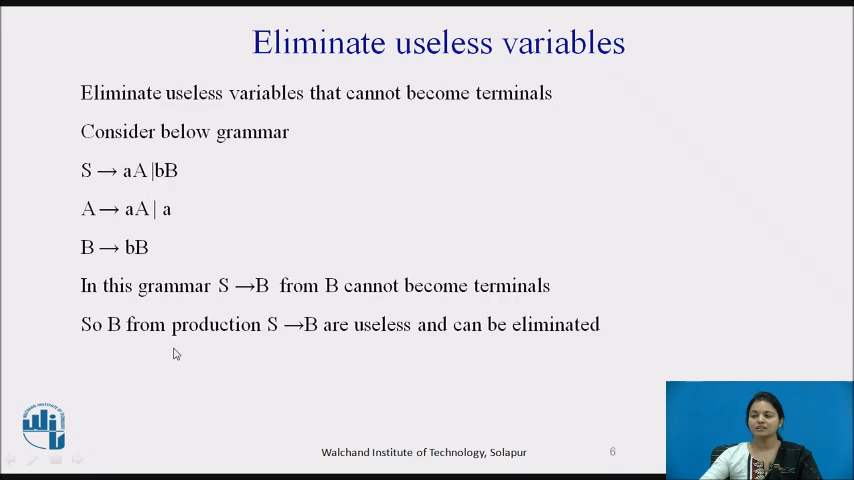 Eliminate useless variables
Eliminate useless variables that cannot become terminals
Consider below grammar
S → aA |bB
A → aA | a
B → bB
In this grammar S →B from B cannot become terminals
So B from production S →B are useless and can be eliminated
Walchand Institute of Technology, Solapur
6